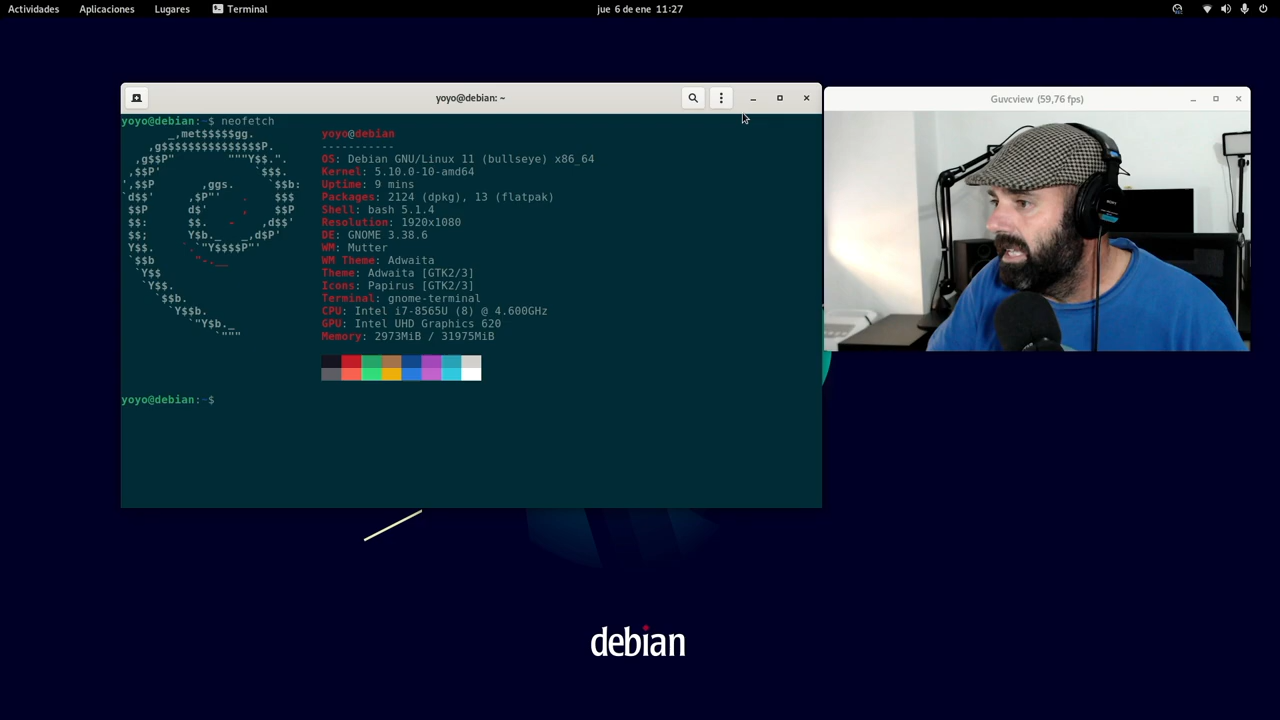 Actividades Aplicaciones Lugares Terminal jue 6 de ene 11:27
yoyo@debian: ~
Guvcview (59,76 fps)
yoyo@debian:~$ neofetch
yoyo@debian
-----------
OS: Debian GNU/Linux 11 (bullseye) x86_64
Kernel: 5.10.0-10-amd64
Uptime: 9 mins
Packages: 2124 (dpkg), 13 (flatpak)
Shell: bash 5.1.4
Resolution: 1920x1080
DE: GNOME 3.38.6
WM: Mutter
WM Theme: Adwaita
Theme: Adwaita [GTK2/3]
Icons: Papirus [GTK2/3]
Terminal: gnome-terminal
CPU: Intel i7-8565U (8) @ 4.600GHz
GPU: Intel UHD Graphics 620
Memory: 2973MiB / 31975MiB
yoyo@debian:~$
SONY
debian